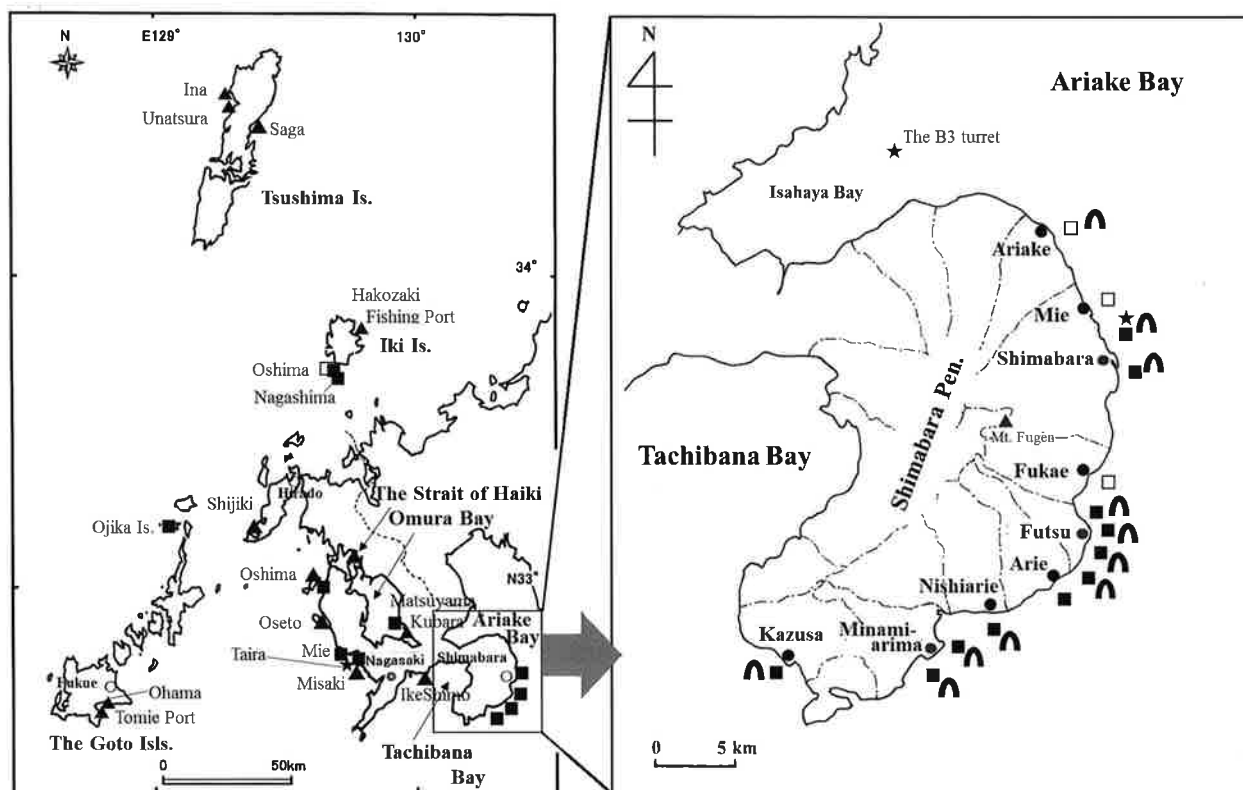 N
E129°
130
Ina
Unatsura
Saga
Tsushima Is.
34°
Hakozaki
Fishing Port
Iki Is.
Oshima
Nagashima
Shijiki
Hirado
The Strait of Haiki
Omura Bay
Ojika Is.
Oshima
N33°
Matsuyama
Kubara
Ariake
Bay
Oseto
Mie
Taira
Nagasaki
Shimabara
Misaki
IkeShimo
Fukue
Ohama
Tomie Port
The Goto Isls.
Tachibana
Bay
0
50km
N
Ariake Bay
The B3 turret
Isahaya Bay
Ariake
Mie
Shimabara
Shimabara Pen.
Mt. Fugen
Tachibana Bay
Fukae
Futsu
Arie
Nishiarie
Kazusa
Minami-
arima
0
5 km